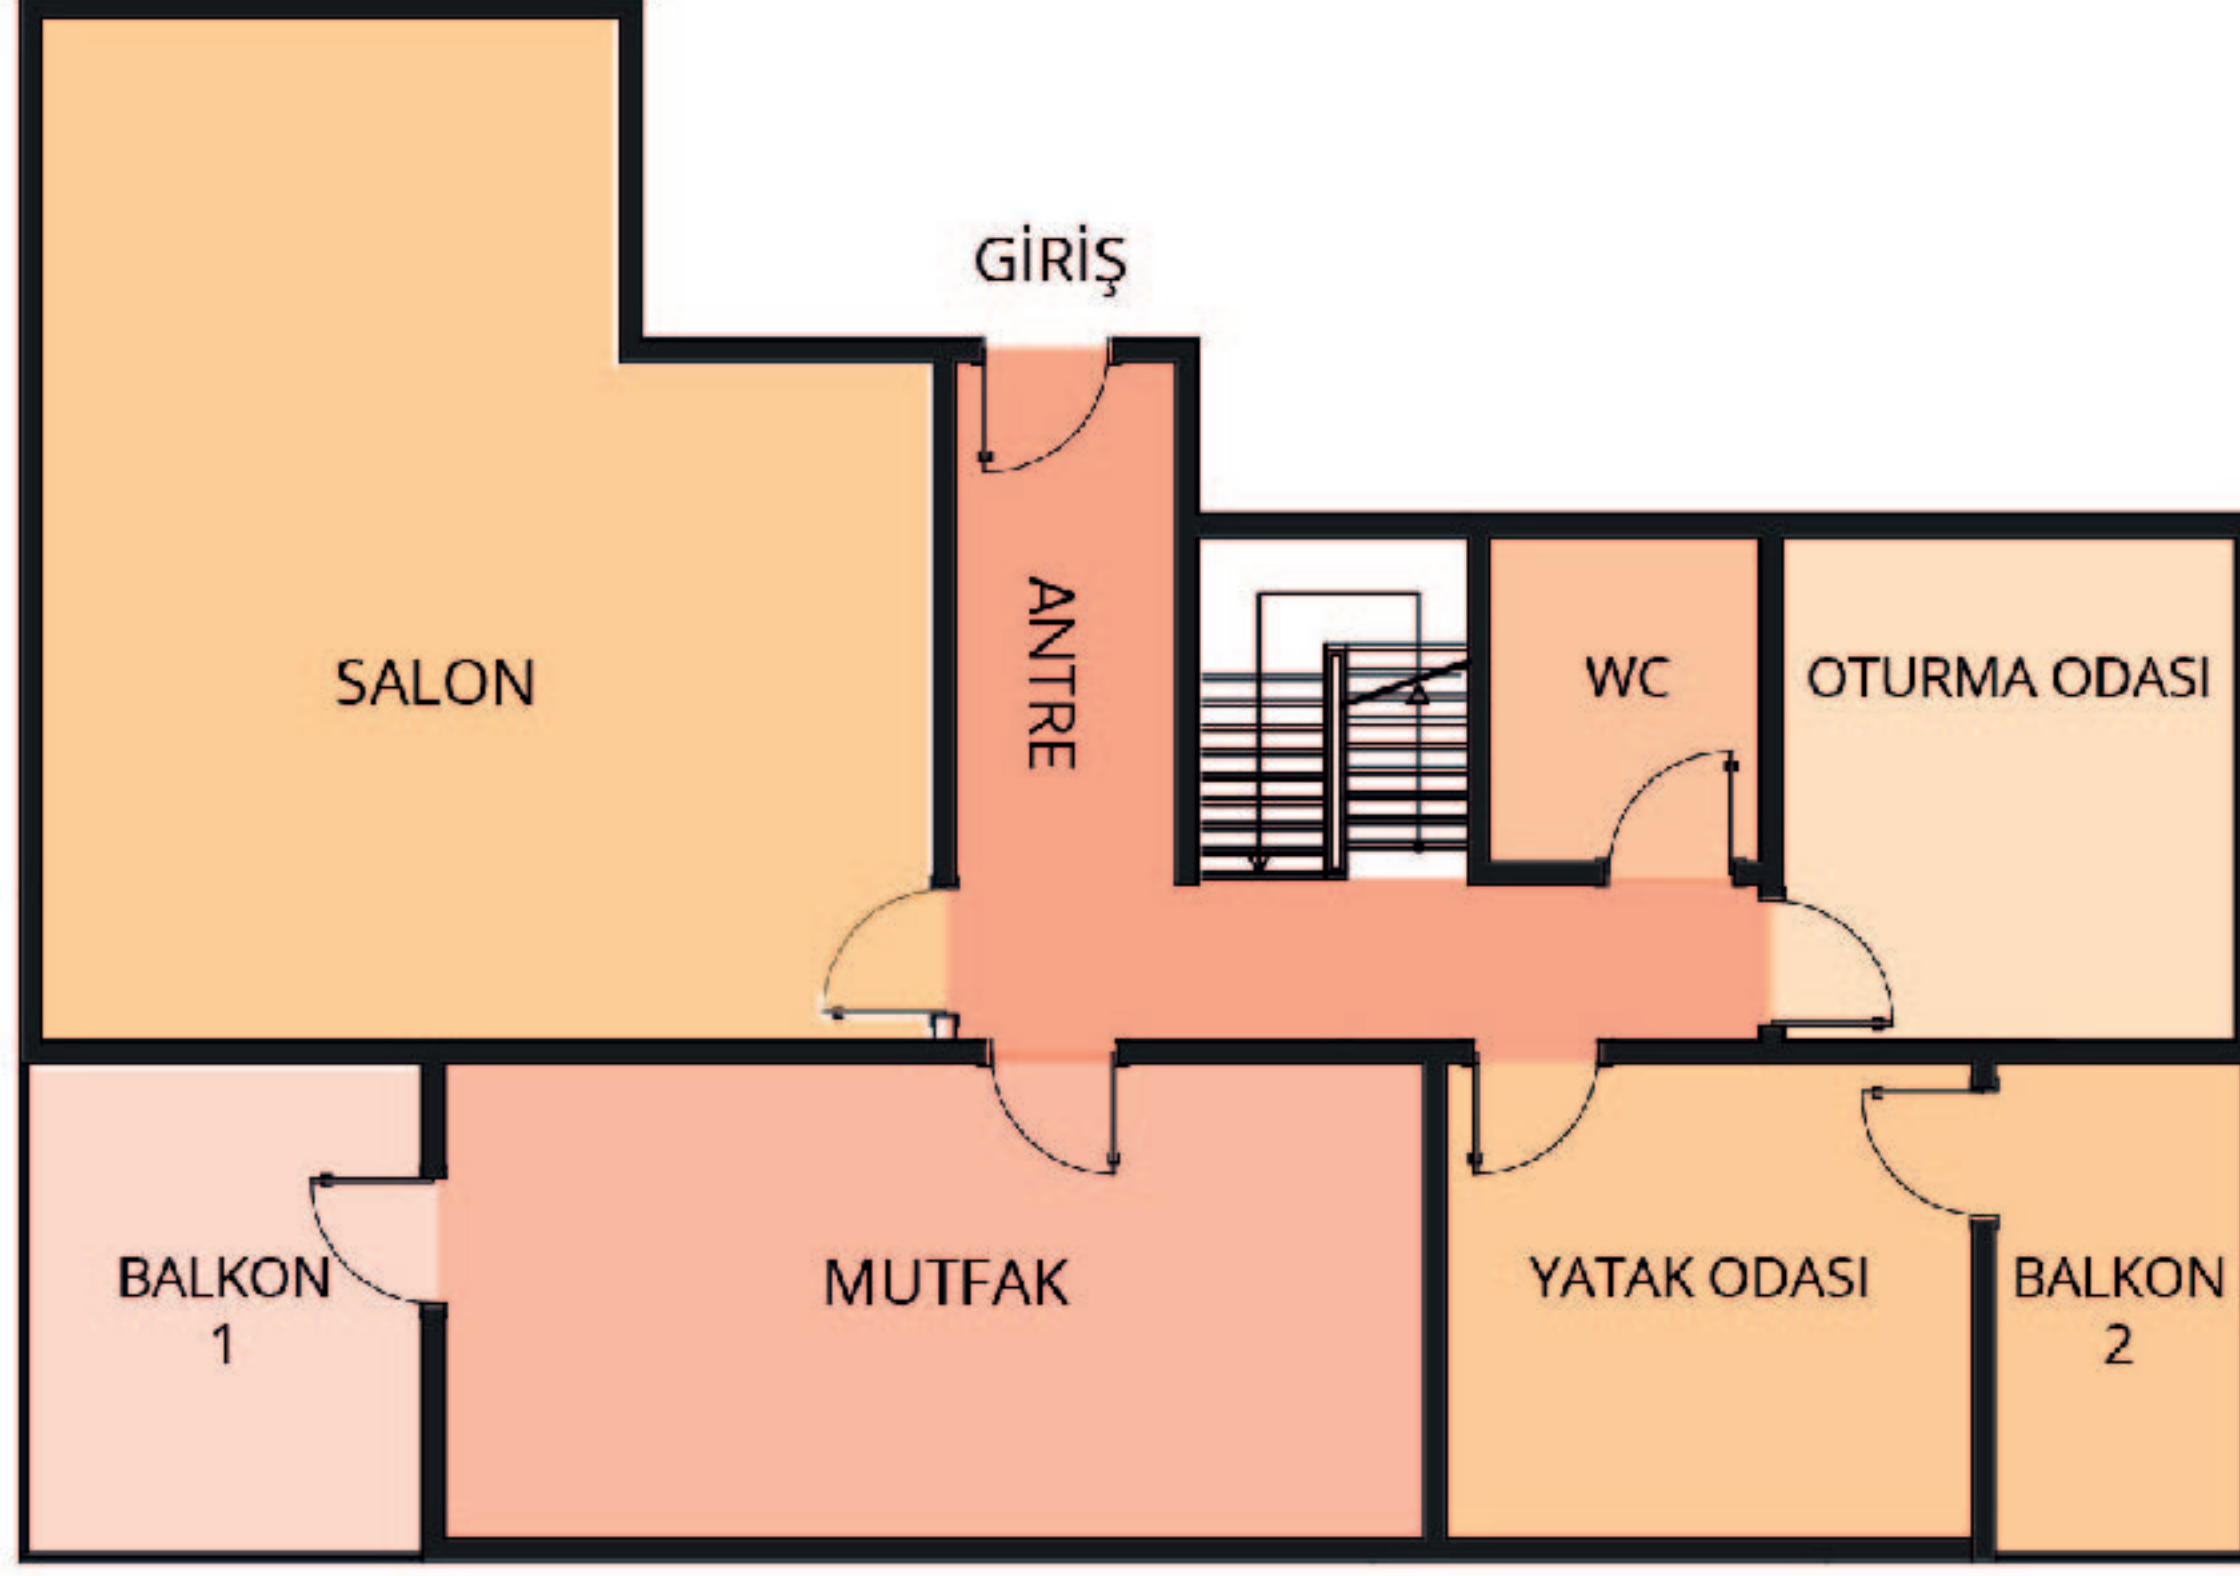 GİRİŞ
ANTRE
SALON
WC
OTURMA ODASI
BALKON
1
MUTFAK
YATAK ODASI
BALKON
2